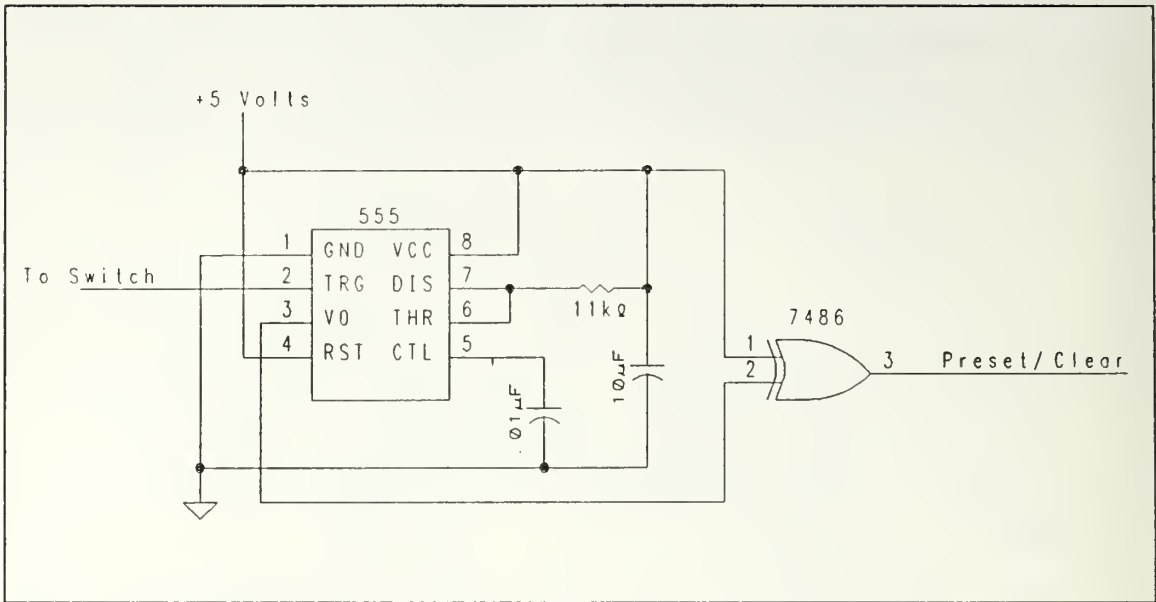 +5 Volts
555
1 GND VCC 8
To Switch
2 TRG DIS 7
3 VO THR 6
4 RST CTL 5
11kΩ
.01µF
10µF
7486
1
2
3
Preset/Clear